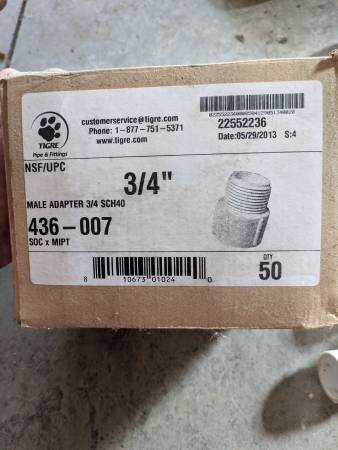 TIGRE
Pipe & Fittings
customerservice@tigre.com
Phone: 1-877-751-5371
www.tigre.com
22552236
Date:05/29/2013 S:4
NSF/UPC
3/4"
MALE ADAPTER 3/4 SCH40
436-007
SOC x MIPT
8 10673 01024 0
QTY
50